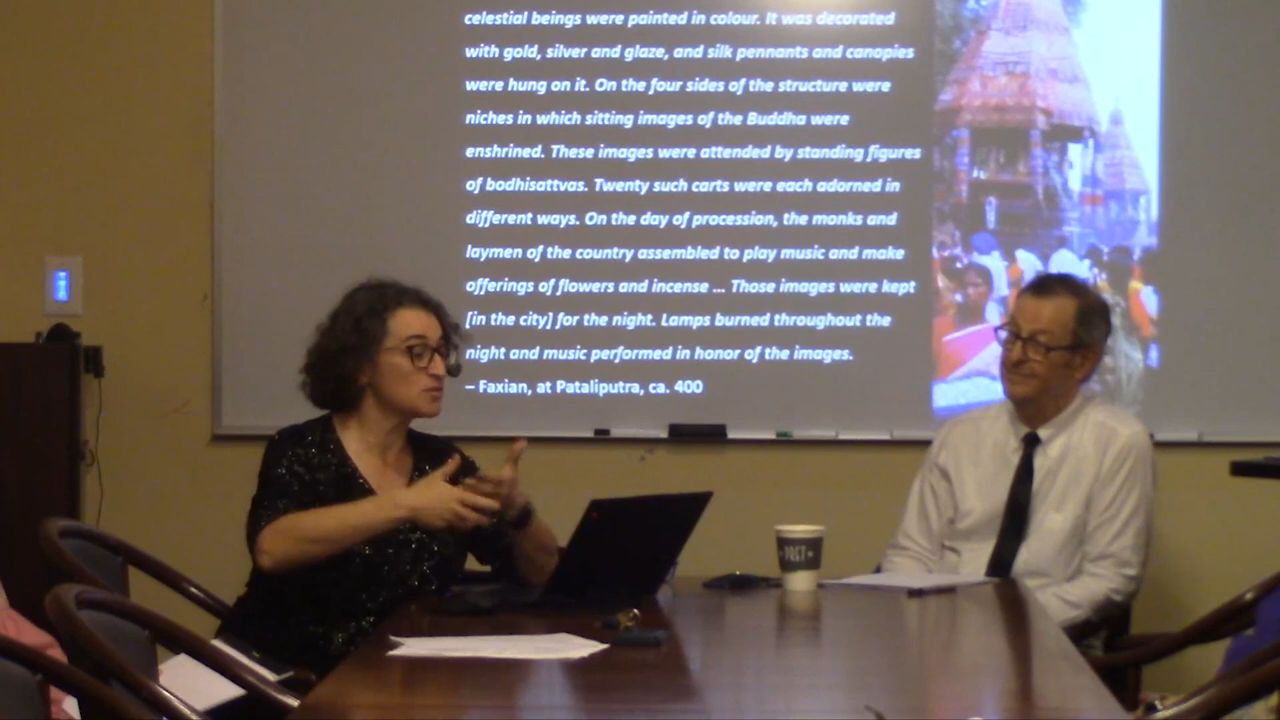 celestial beings were painted in colour. It was decorated
with gold, silver and glaze, and silk pennants and canopies
were hung on it. On the four sides of the structure were
niches in which sitting images of the Buddha were
enshrined. These images were attended by standing figures
of bodhisattvas. Twenty such carts were each adorned in
different ways. On the day of procession, the monks and
laymen of the country assembled to play music and make
offerings of flowers and incense ... Those images were kept
[in the city] for the night. Lamps burned throughout the
night and music performed in honor of the images.
– Faxian, at Pataliputra, ca. 400
PRET